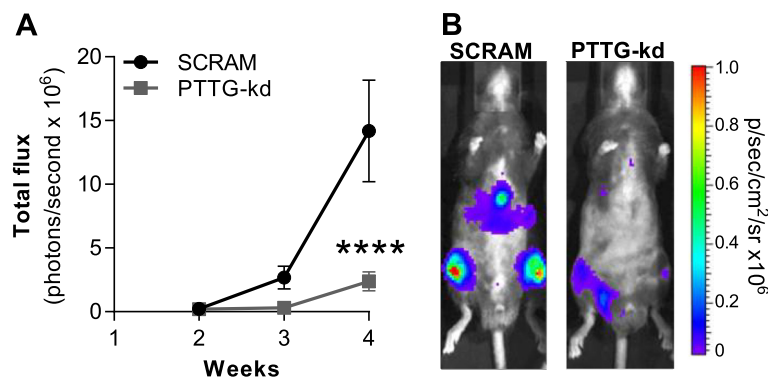 A
SCRAM
PTTG-kd
20
15
10
5
0
Total flux
(photons/second x 10⁶)
****
1 2 3 4
Weeks
B
SCRAM PTTG-kd
1.0
0.8
0.6
0.4
0.2
0
p/sec/cm²/sr x10⁶